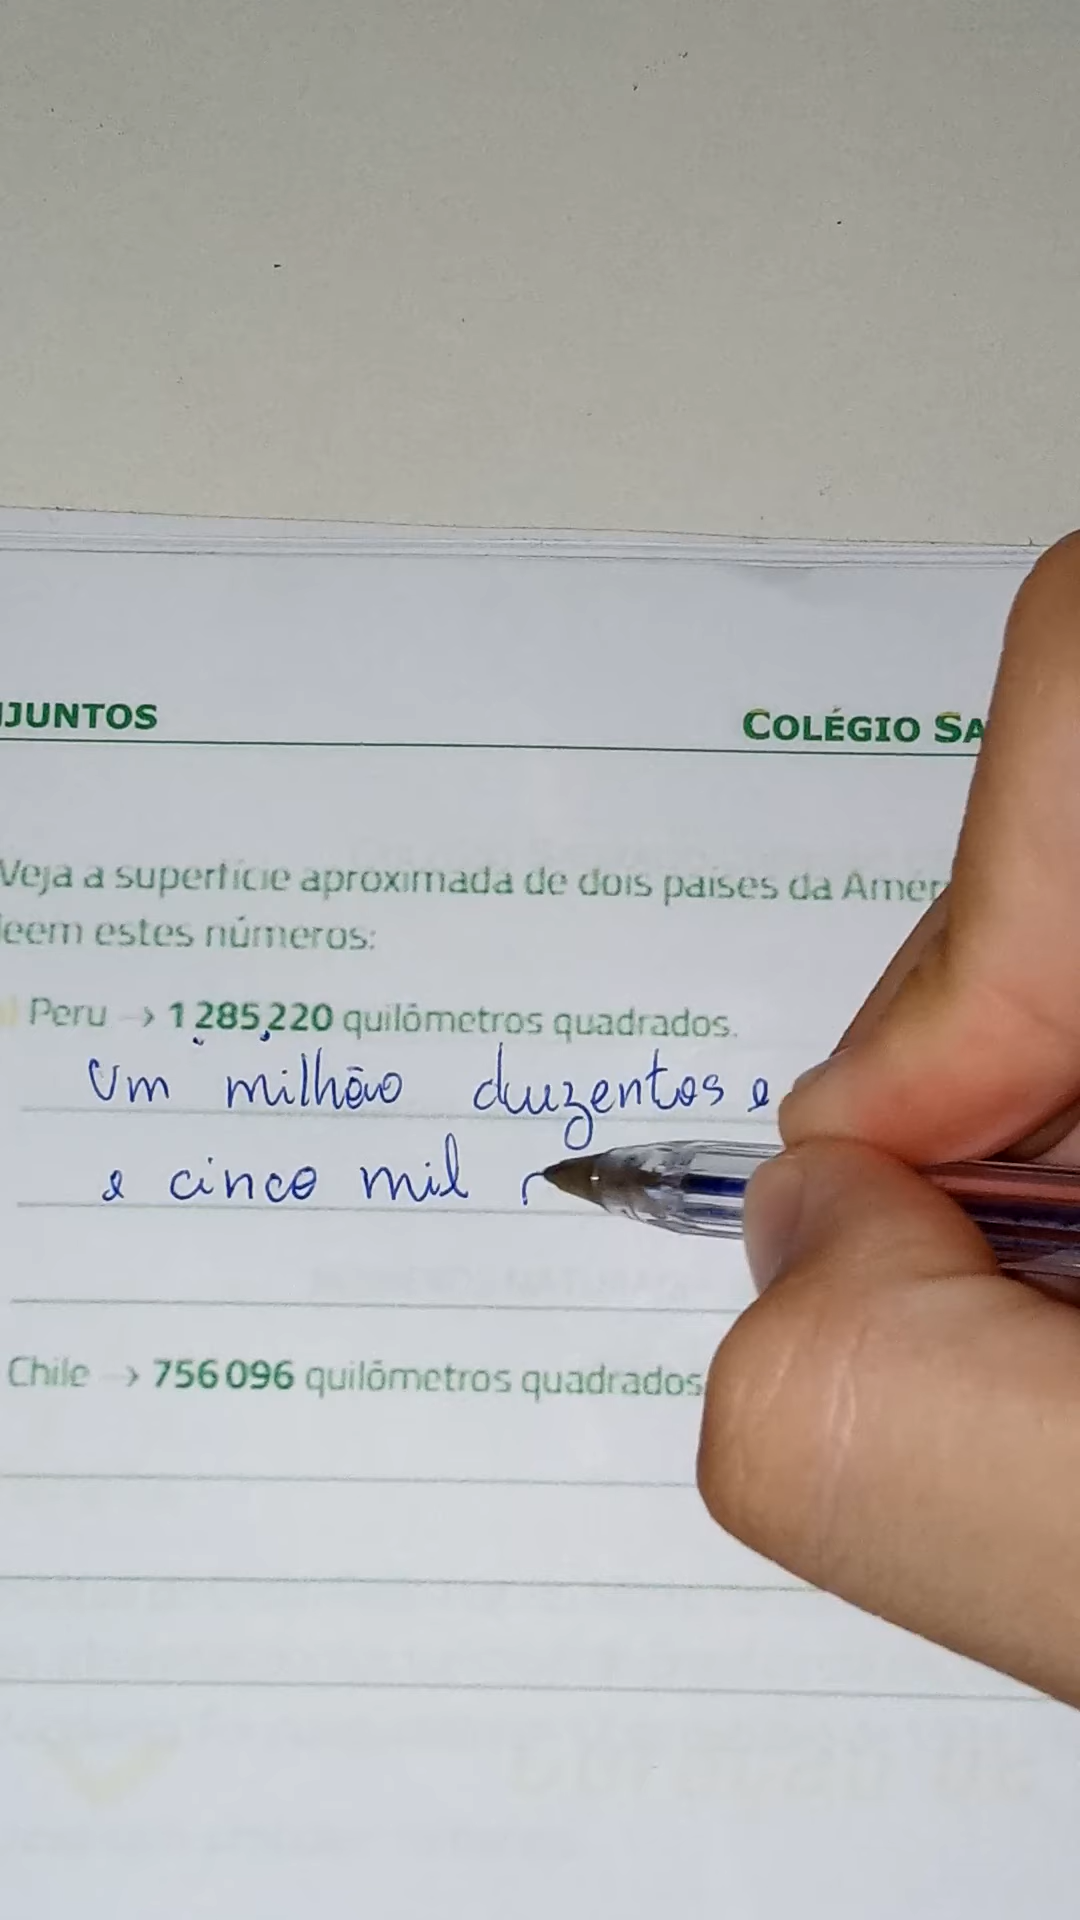 JUNTOS COLÉGIO SA
Veja a superfície aproximada de dois países da Amér
leem estes números:
Peru → 1 285 220 quilômetros quadrados.
Um milhão duzentos e
e cinco mil
Chile → 756 096 quilômetros quadrados